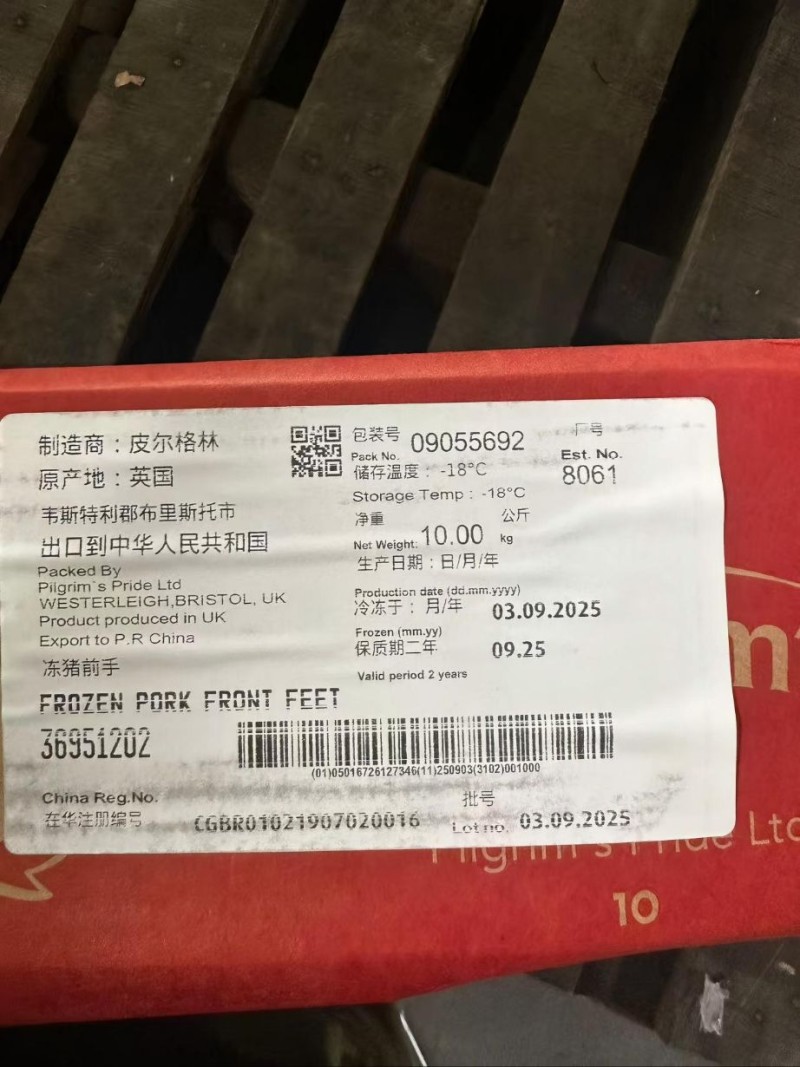 制造商：皮尔格林
原产地：英国
韦斯特利郡布里斯托市
出口到中华人民共和国
Packed By
Pilgrim`s Pride Ltd
WESTERLEIGH,BRISTOL, UK
Product produced in UK
Export to P.R China
冻猪前手
FROZEN PORK FRONT FEET
36951202
包装号
Pack No. 09055692
厂号
Est. No.
8061
储存温度：-18°C
Storage Temp : -18°C
净重 公斤
Net Weight: 10.00 kg
生产日期：日/月/年
Production date (dd.mm.yyyy)
03.09.2025
冷冻于：月/年
Frozen (mm.yy)
09.25
保质期二年
Valid period 2 years
(01)05016726127346(11)250903(3102)001000
China Reg.No.
在华注册编号 CGBR01021907020016
批号
Lot no. 03.09.2025
Pilgrim's Pride Ltd
10